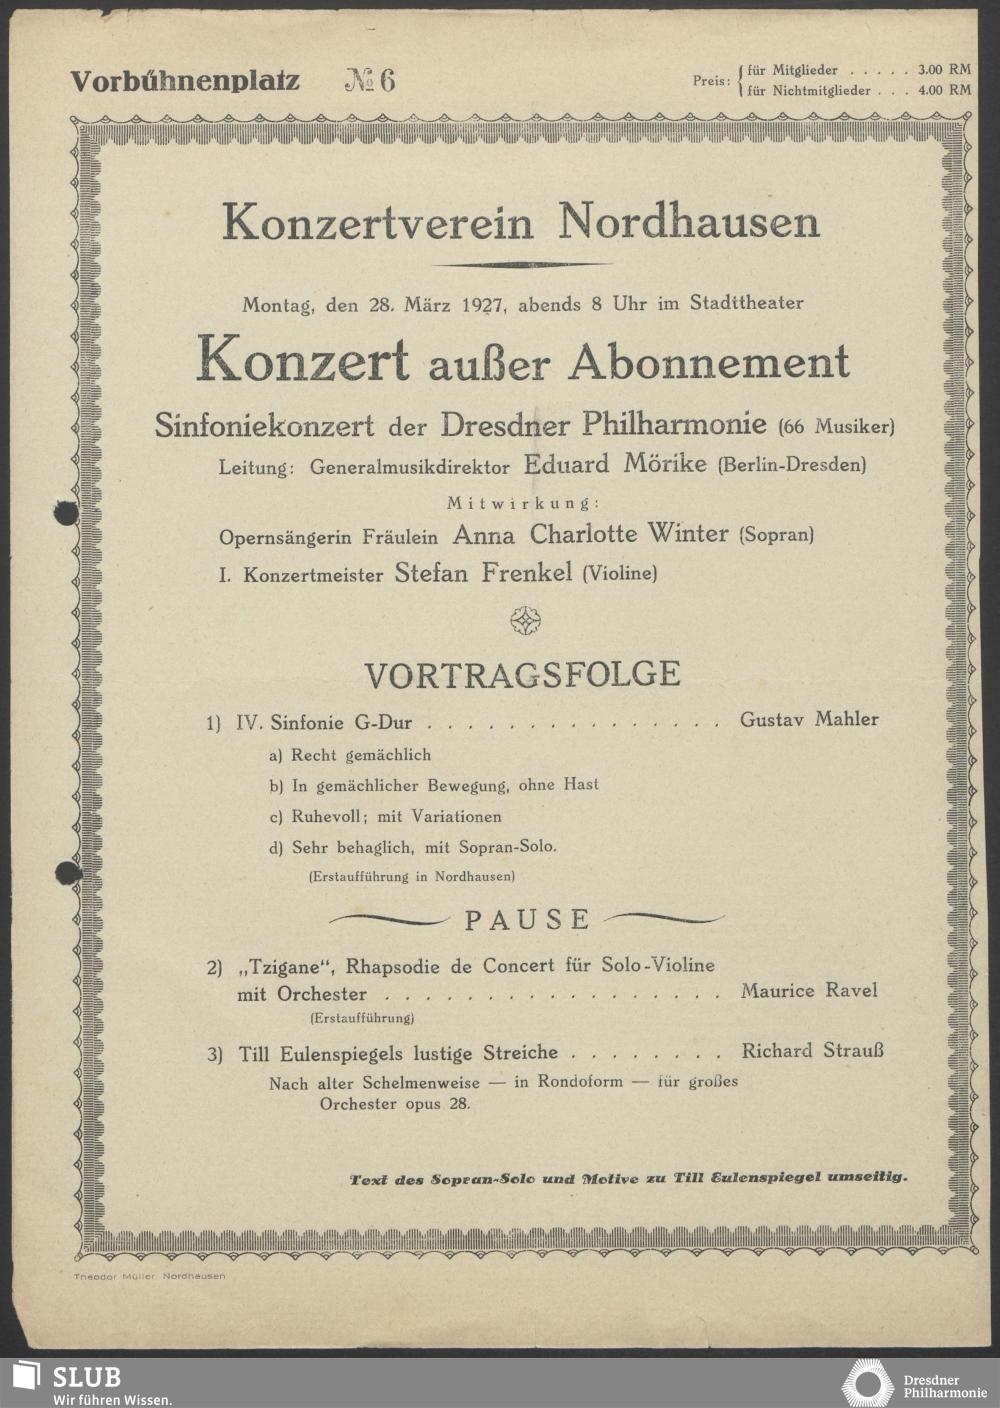 Vorbühnenplatz № 6
Preis: { für Mitglieder . . . . . 3.00 RM
für Nichtmitglieder . . . 4.00 RM
Konzertverein Nordhausen
Montag, den 28. März 1927, abends 8 Uhr im Stadttheater
Konzert außer Abonnement
Sinfoniekonzert der Dresdner Philharmonie (66 Musiker)
Leitung: Generalmusikdirektor Eduard Mörike (Berlin-Dresden)
Mitwirkung:
Opernsängerin Fräulein Anna Charlotte Winter (Sopran)
I. Konzertmeister Stefan Frenkel (Violine)
VORTRAGSFOLGE
1) IV. Sinfonie G-Dur . . . . . . . . . . . . . . . Gustav Mahler
a) Recht gemächlich
b) In gemächlicher Bewegung, ohne Hast
c) Ruhevoll; mit Variationen
d) Sehr behaglich, mit Sopran-Solo.
(Erstaufführung in Nordhausen)
PAUSE
2) „Tzigane“, Rhapsodie de Concert für Solo-Violine
mit Orchester . . . . . . . . . . . . . . . . . Maurice Ravel
(Erstaufführung)
3) Till Eulenspiegels lustige Streiche . . . . . . . . Richard Strauß
Nach alter Schelmenweise — in Rondoform — für großes
Orchester opus 28.
Text des Sopran-Solo und Motive zu Till Eulenspiegel umseitig.
Theodor Müller Nordhausen
SLUB
Wir führen Wissen.
Dresdner
Philharmonie